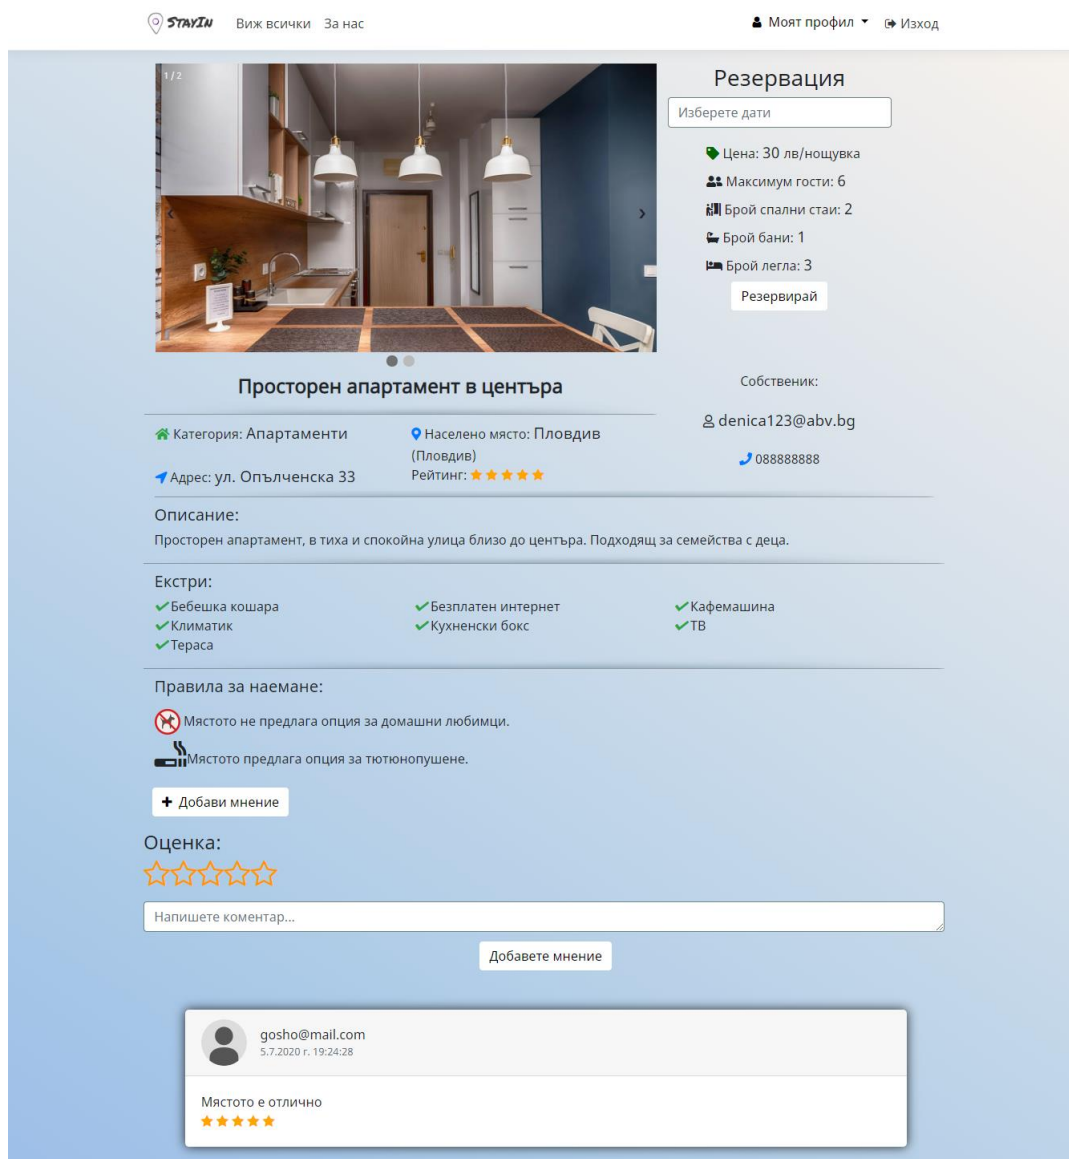 StayIn Виж всички За нас Моят профил Изход
1 / 2
Резервация
Изберете дати
Цена: 30 лв/нощувка
Максимум гости: 6
Брой спални стаи: 2
Брой бани: 1
Брой легла: 3
Резервирай
Просторен апартамент в центъра
Собственик:
denica123@abv.bg
088888888
Категория: Апартаменти
Населено място: Пловдив
(Пловдив)
Адрес: ул. Опълченска 33
Рейтинг:
Описание:
Просторен апартамент, в тиха и спокойна улица близо до центъра. Подходящ за семейства с деца.
Екстри:
Бебешка кошара Безплатен интернет Кафемашина
Климатик Кухненски бокс ТВ
Тераса
Правила за наемане:
Мястото не предлага опция за домашни любимци.
Мястото предлага опция за тютюнопушене.
+ Добави мнение
Оценка:
Напишете коментар...
Добавете мнение
gosho@mail.com
5.7.2020 г. 19:24:28
Мястото е отлично